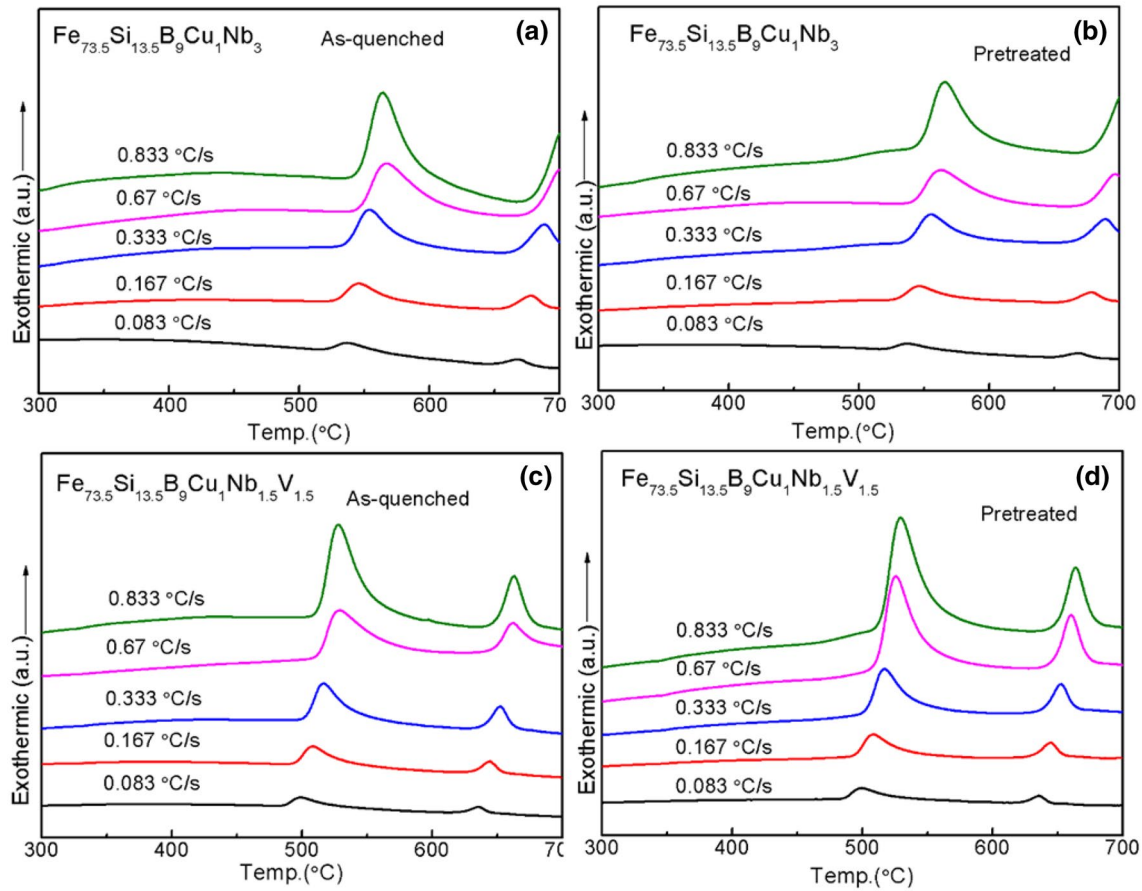 (a)
Fe73.5Si13.5B9Cu1Nb3
As-quenched
0.833 °C/s
0.67 °C/s
0.333 °C/s
0.167 °C/s
0.083 °C/s
Exothermic (a.u.)
300 400 500 600 70
Temp.(°C)
(b)
Fe73.5Si13.5B9Cu1Nb3
Pretreated
0.833 °C/s
0.67 °C/s
0.333 °C/s
0.167 °C/s
0.083 °C/s
Exothermic (a.u.)
300 400 500 600 700
Temp.(°C)
(c)
Fe73.5Si13.5B9Cu1Nb1.5V1.5
As-quenched
0.833 °C/s
0.67 °C/s
0.333 °C/s
0.167 °C/s
0.083 °C/s
Exothermic (a.u.)
300 400 500 600 70
Temp.(°C)
(d)
Fe73.5Si13.5B9Cu1Nb1.5V1.5
Pretreated
0.833 °C/s
0.67 °C/s
0.333 °C/s
0.167 °C/s
0.083 °C/s
Exothermic (a.u.)
300 400 500 600 700
Temp.(°C)